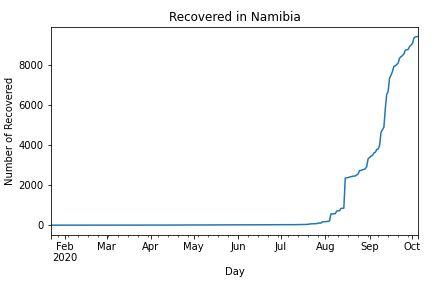 Recovered in Namibia
Number of Recovered
8000
6000
4000
2000
0
Feb Mar Apr May Jun Jul Aug Sep Oct
2020
Day